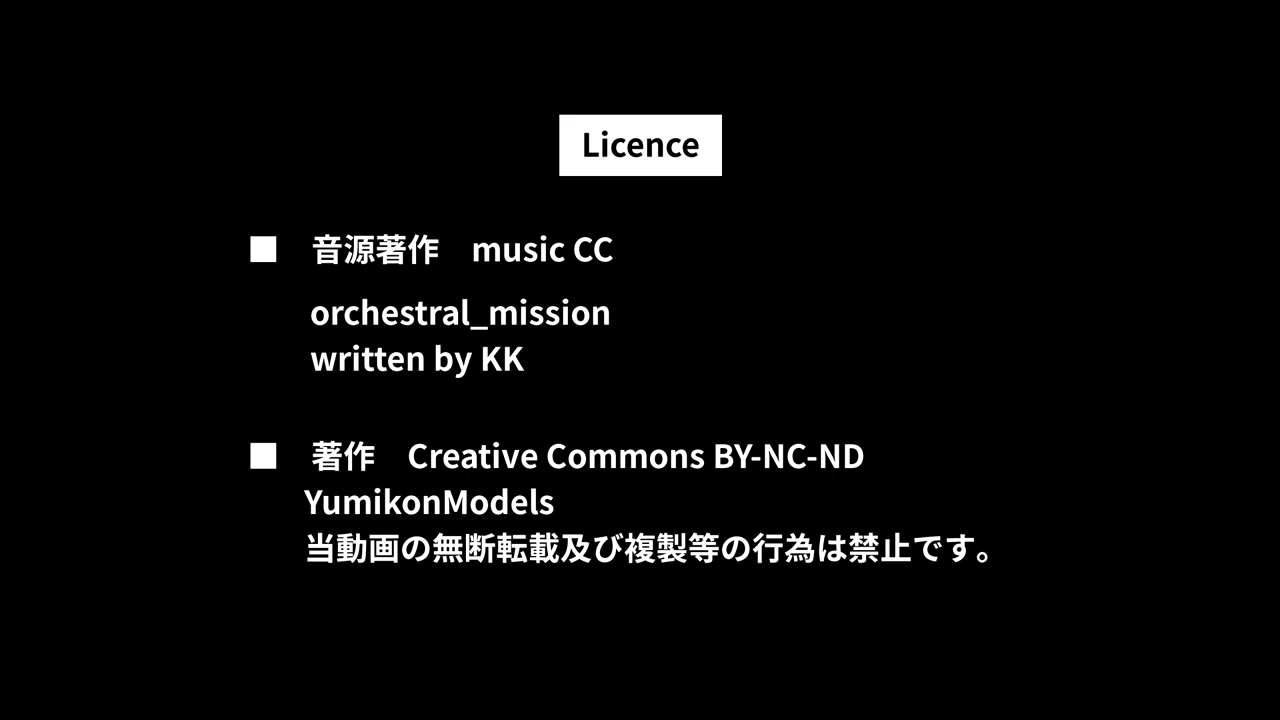 Licence
■　音源著作　music CC
orchestral_mission
written by KK
■　著作　Creative Commons BY-NC-ND
YumikonModels
当動画の無断転載及び複製等の行為は禁止です。